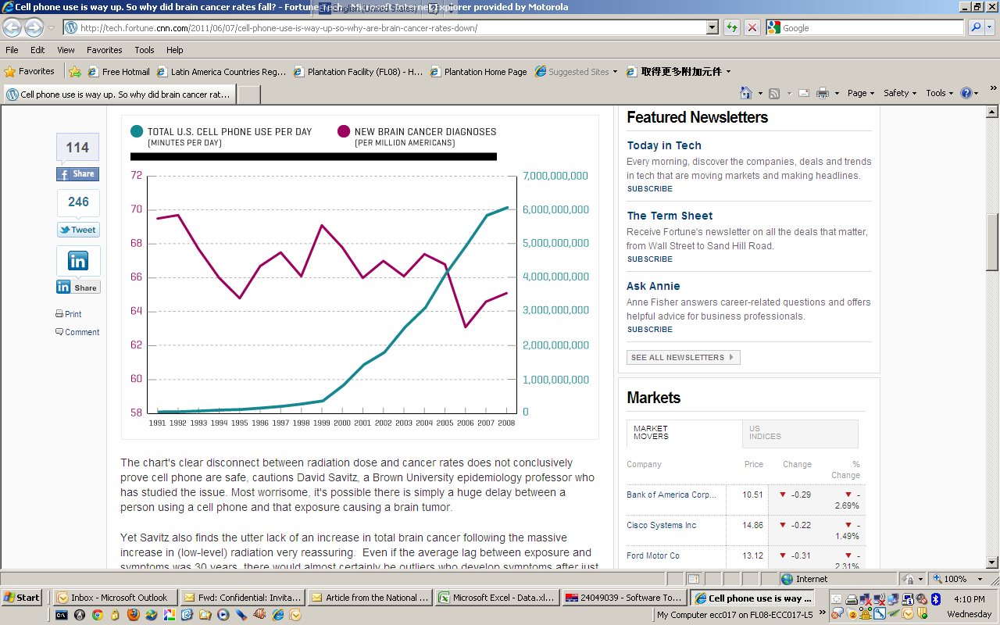 Cell phone use is way up. So why did brain cancer rates fall? - Fortune Tech - Microsoft Internet Explorer provided by Motorola
EN English (United States)
http://tech.fortune.cnn.com/2011/06/07/cell-phone-use-is-way-up-so-why-are-brain-cancer-rates-down/
Google
File Edit View Favorites Tools Help
Favorites Free Hotmail Latin America Countries Reg... Plantation Facility (FL08) - H... Plantation Home Page Suggested Sites 取得更多附加元件
Cell phone use is way up. So why did brain cancer rat...
Page Safety Tools
114
f Share
246
Tweet
in
in Share
Print
Comment
TOTAL U.S. CELL PHONE USE PER DAY
(MINUTES PER DAY)
NEW BRAIN CANCER DIAGNOSES
(PER MILLION AMERICANS)
72 7,000,000,000
70 6,000,000,000
68 5,000,000,000
66 4,000,000,000
64 3,000,000,000
62 2,000,000,000
60 1,000,000,000
58 0
1991 1992 1993 1994 1995 1996 1997 1998 1999 2000 2001 2002 2003 2004 2005 2006 2007 2008
The chart's clear disconnect between radiation dose and cancer rates does not conclusively
prove cell phone are safe, cautions David Savitz, a Brown University epidemiology professor who
has studied the issue. Most worrisome, it's possible there is simply a huge delay between a
person using a cell phone and that exposure causing a brain tumor.
Yet Savitz also finds the utter lack of an increase in total brain cancer following the massive
increase in (low-level) radiation very reassuring. Even if the average lag between exposure and
symptoms was 30 years, there would almost certainly be outliers who develop symptoms after just
Featured Newsletters
Today in Tech
Every morning, discover the companies, deals and trends
in tech that are moving markets and making headlines.
SUBSCRIBE
The Term Sheet
Receive Fortune's newsletter on all the deals that matter,
from Wall Street to Sand Hill Road.
SUBSCRIBE
Ask Annie
Anne Fisher answers career-related questions and offers
helpful advice for business professionals.
SUBSCRIBE
SEE ALL NEWSLETTERS
Markets
MARKET
MOVERS
US
INDICES
Company Price Change %
Change
Bank of America Corp... 10.51 -0.29 -
2.69%
Cisco Systems Inc 14.86 -0.22 -
1.49%
Ford Motor Co 13.12 -0.31 -
2.31%
Internet 100%
Start Inbox - Microsoft Outlook Fwd: Confidential: Invita... Article from the National ... Microsoft Excel - Data.xl... 24049039 - Software To... Cell phone use is way ... 4:10 PM
My Computer ecc017 on FL08-ECC017-L5 Wednesday